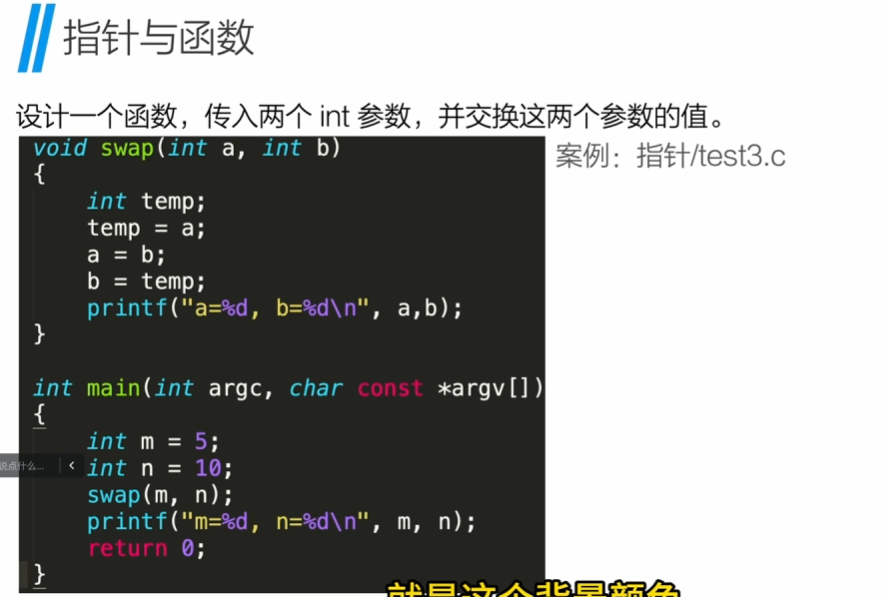 指针与函数
设计一个函数，传入两个 int 参数，并交换这两个参数的值。
案例：指针/test3.c
void swap(int a, int b)
{
    int temp;
    temp = a;
    a = b;
    b = temp;
    printf("a=%d, b=%d\n", a,b);
}
int main(int argc, char const *argv[])
{
    int m = 5;
    int n = 10;
    swap(m, n);
    printf("m=%d, n=%d\n", m, n);
    return 0;
}
说点什么...
就是这个背景颜色